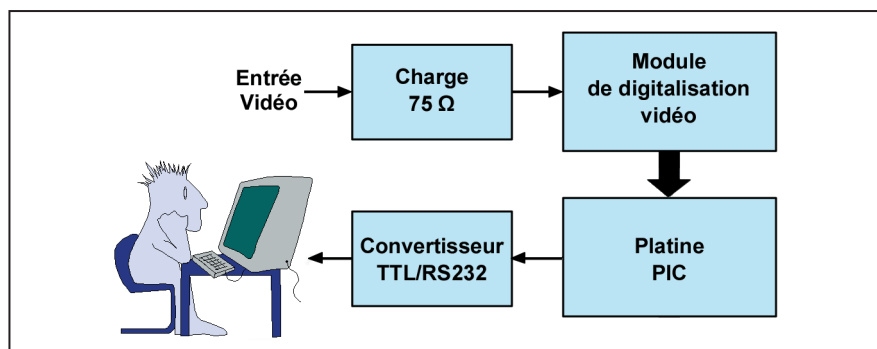 Entrée
Vidéo
Charge
75 Ω
Module
de digitalisation
vidéo
Convertisseur
TTL/RS232
Platine
PIC